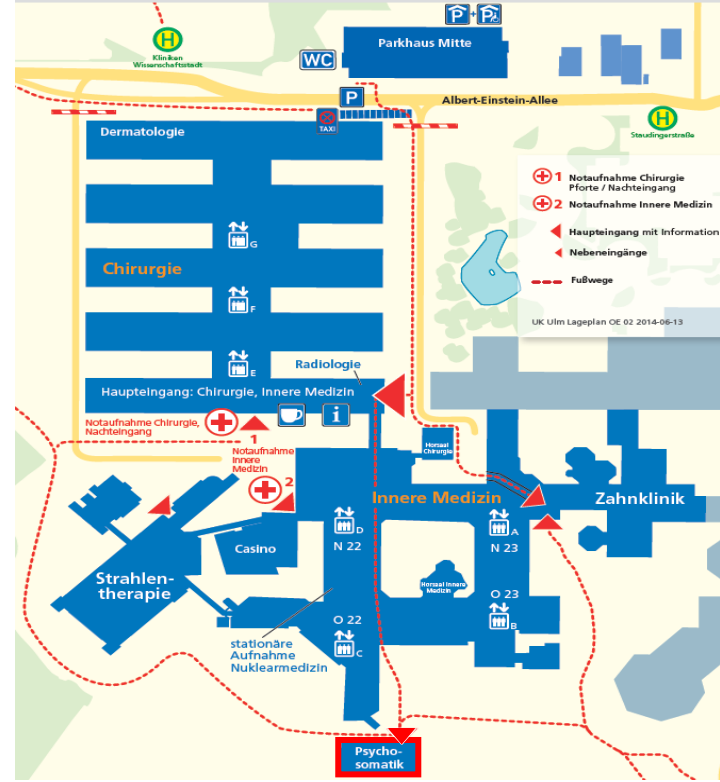 P + P
H
Kliniken
Wissenschaftsstadt
Parkhaus Mitte
WC
P
Albert-Einstein-Allee
TAXI
H
Staudingerstraße
Dermatologie
1 Notaufnahme Chirurgie
Pforte / Nachteingang
2 Notaufnahme Innere Medizin
Haupteingang mit Information
Nebeneingänge
Fußwege
UK Ulm Lageplan OE 02 2014-06-13
G
Chirurgie
F
E
Radiologie
Haupteingang: Chirurgie, Innere Medizin
i
Notaufnahme Chirurgie,
Nachteingang
1
Notaufnahme
Innere
Medizin
2
Hörsaal
Chirurgie
Innere Medizin
Zahnklinik
D
N 22
A
N 23
Casino
Strahlen-
therapie
Hörsaal Innere
Medizin
O 22
C
O 23
B
stationäre
Aufnahme
Nuklearmedizin
Psycho-
somatik